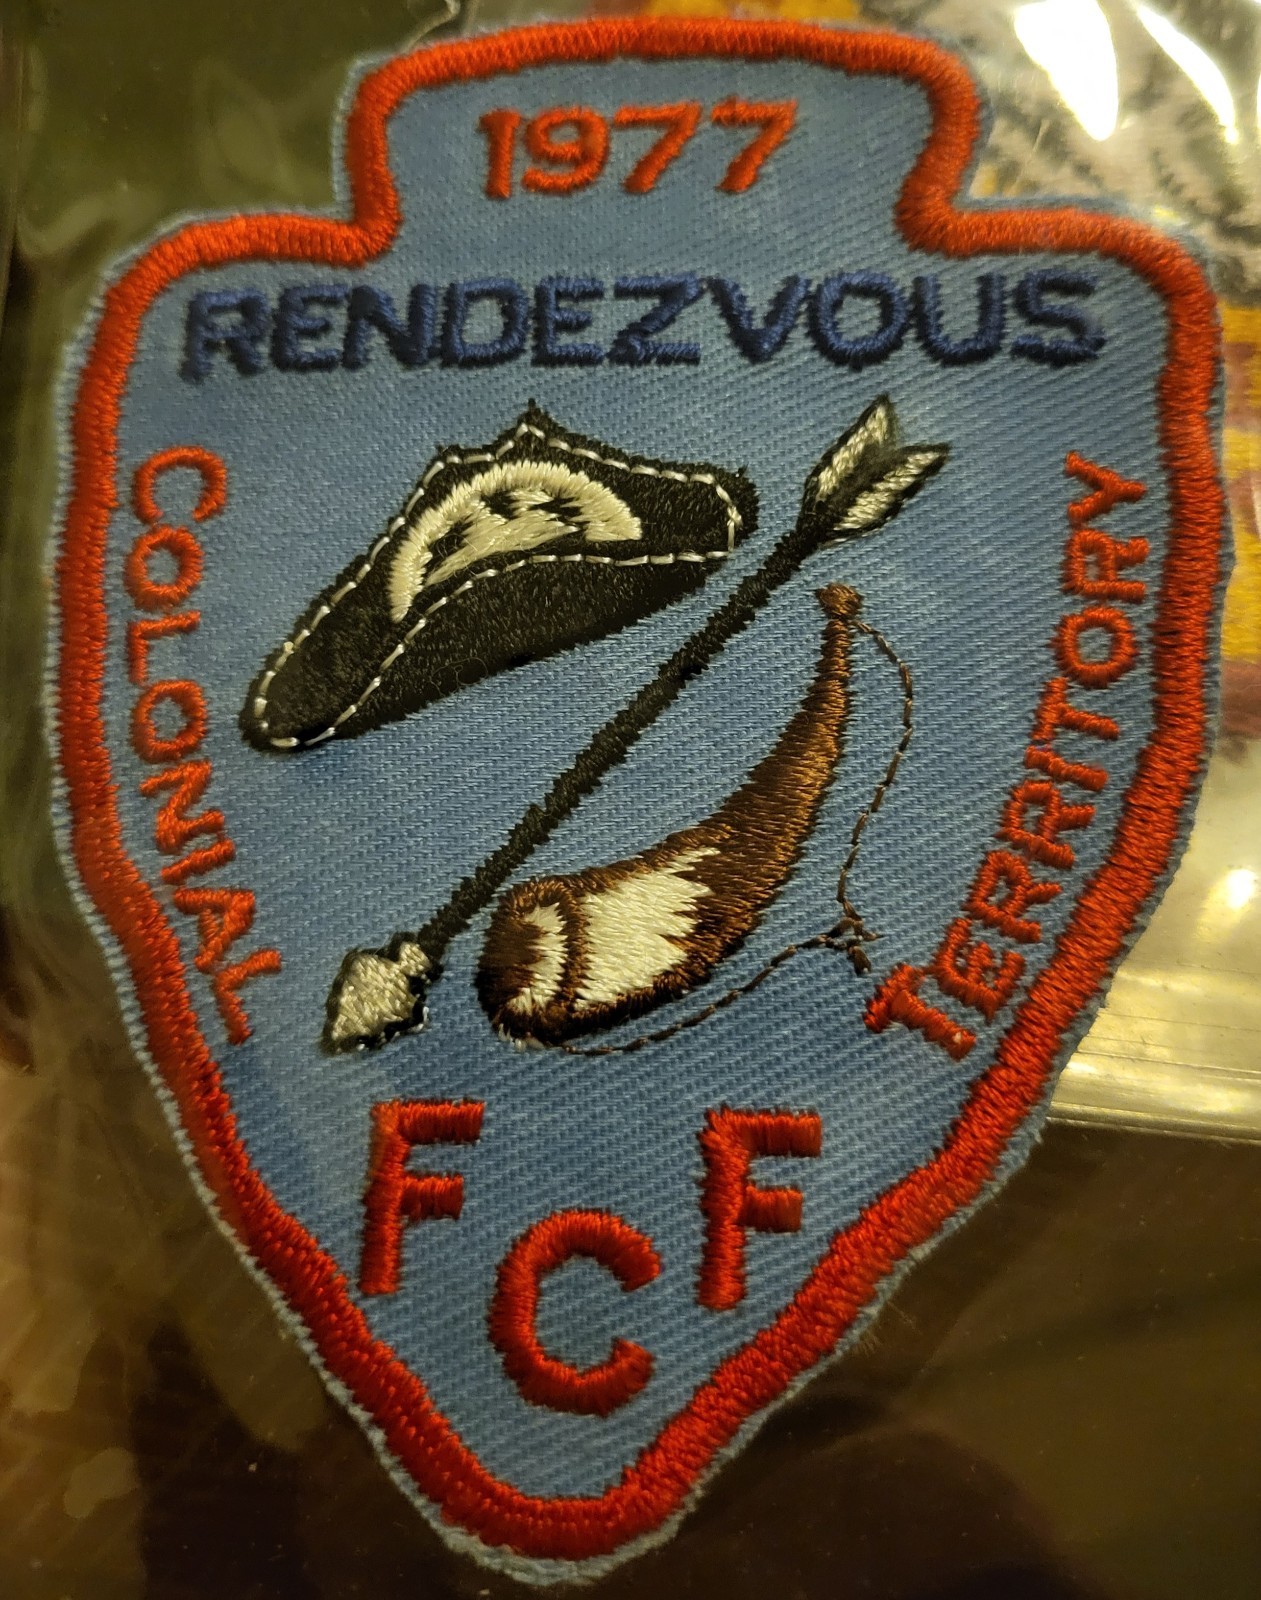 1977
RENDEZVOUS
COLONIAL
TERRITORY
FCF